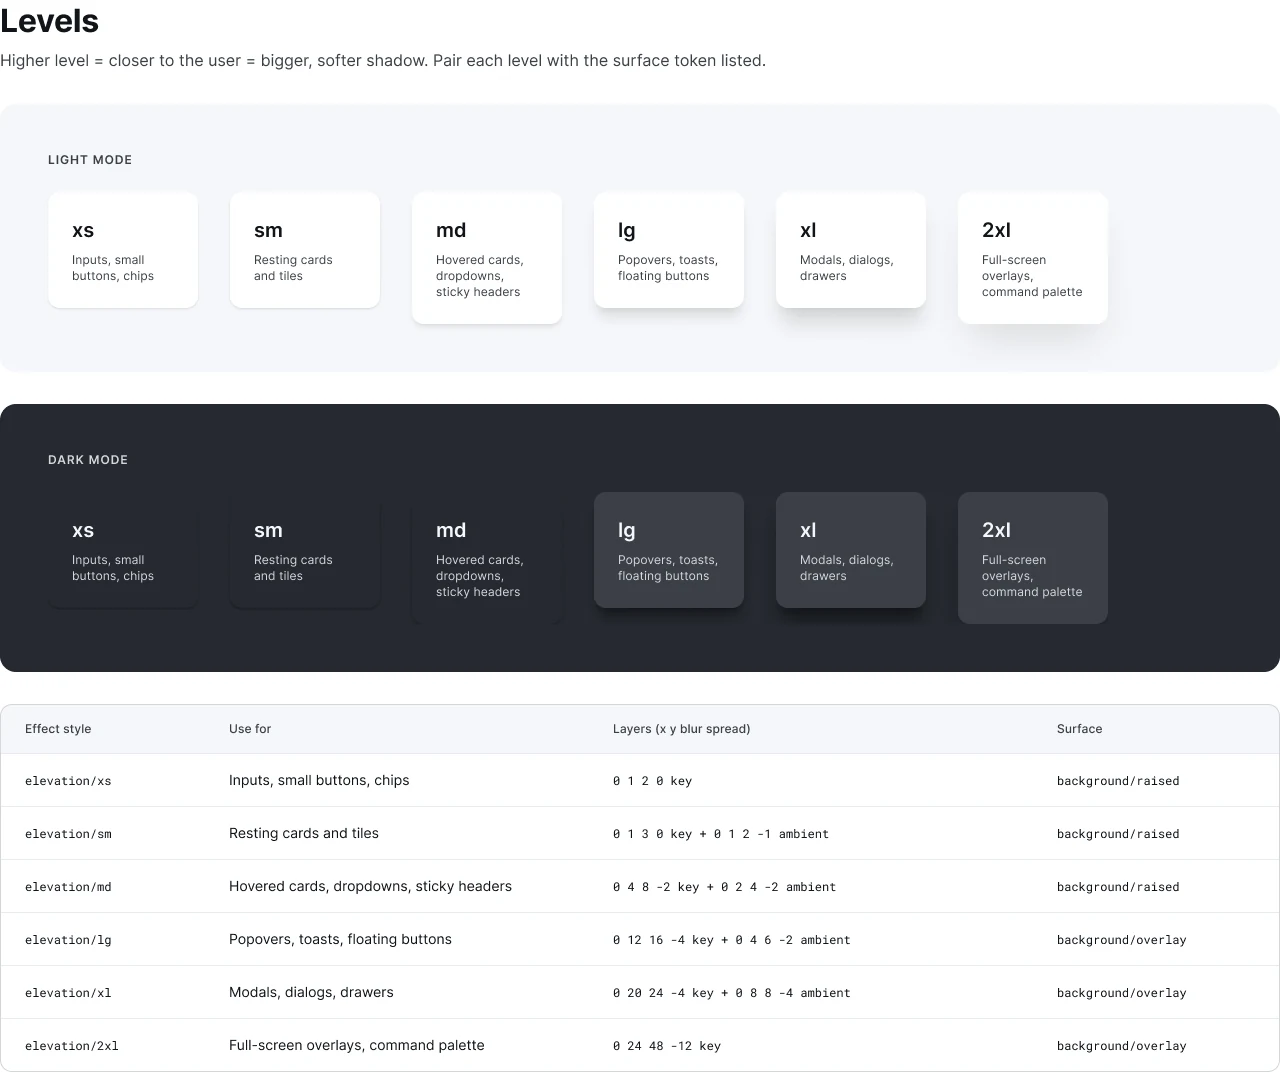 Levels
Higher level = closer to the user = bigger, softer shadow. Pair each level with the surface token listed.
LIGHT MODE
xs
Inputs, small
buttons, chips
sm
Resting cards
and tiles
md
Hovered cards,
dropdowns,
sticky headers
lg
Popovers, toasts,
floating buttons
xl
Modals, dialogs,
drawers
2xl
Full-screen
overlays,
command palette
DARK MODE
xs
Inputs, small
buttons, chips
sm
Resting cards
and tiles
md
Hovered cards,
dropdowns,
sticky headers
lg
Popovers, toasts,
floating buttons
xl
Modals, dialogs,
drawers
2xl
Full-screen
overlays,
command palette
Effect style Use for Layers (x y blur spread) Surface
elevation/xs Inputs, small buttons, chips 0 1 2 0 key background/raised
elevation/sm Resting cards and tiles 0 1 3 0 key + 0 1 2 -1 ambient background/raised
elevation/md Hovered cards, dropdowns, sticky headers 0 4 8 -2 key + 0 2 4 -2 ambient background/raised
elevation/lg Popovers, toasts, floating buttons 0 12 16 -4 key + 0 4 6 -2 ambient background/overlay
elevation/xl Modals, dialogs, drawers 0 20 24 -4 key + 0 8 8 -4 ambient background/overlay
elevation/2xl Full-screen overlays, command palette 0 24 48 -12 key background/overlay